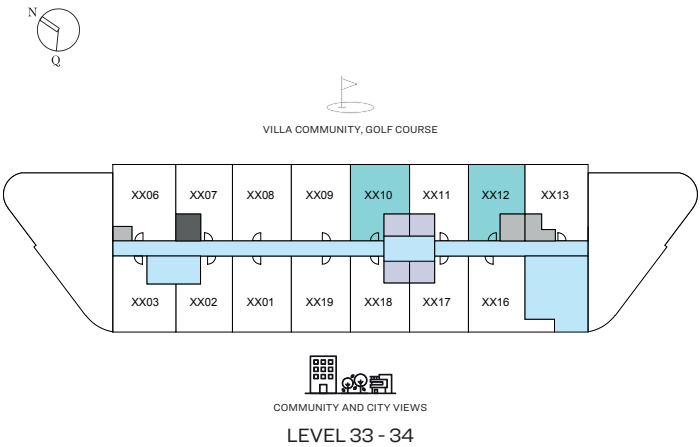 N
Q
VILLA COMMUNITY, GOLF COURSE
XX06 XX07 XX08 XX09 XX10 XX11 XX12 XX13
XX03 XX02 XX01 XX19 XX18 XX17 XX16
COMMUNITY AND CITY VIEWS
LEVEL 33 - 34